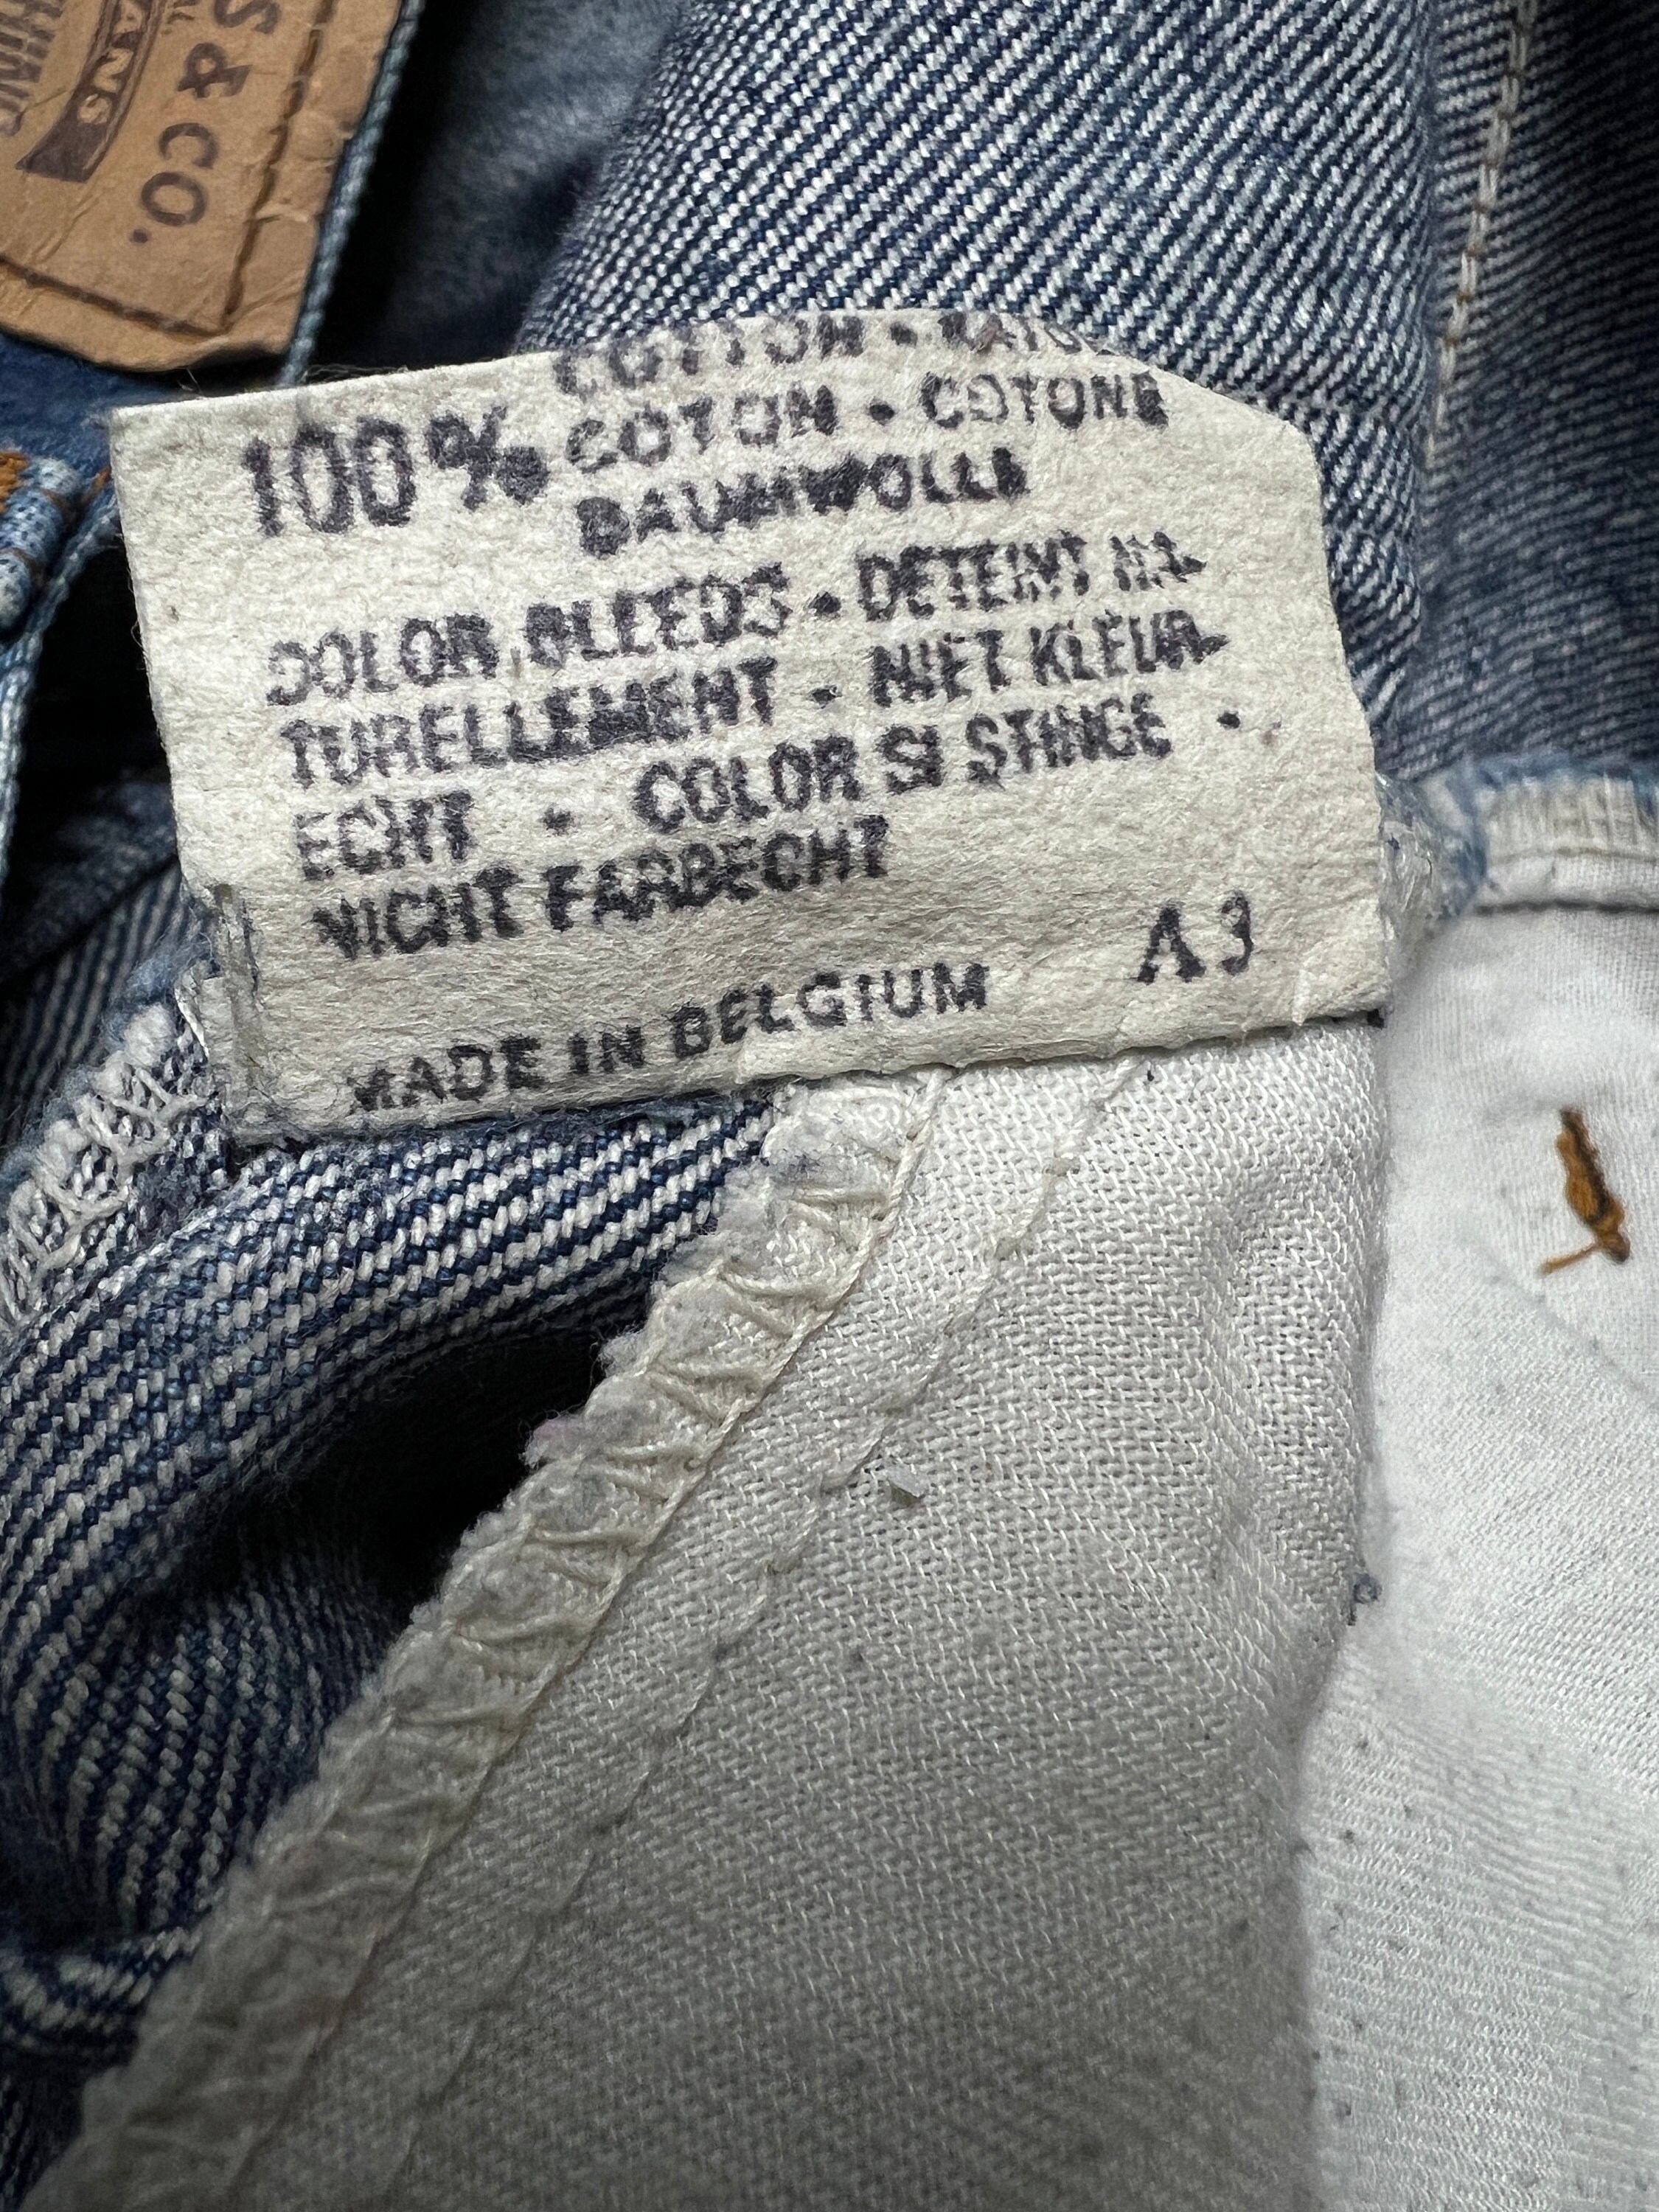 S & CO.
COTTON •
100% COTON • COTONE
BAUMWOLLE
COLOR BLEEDS • DETEINT NA-
TURELLEMENT • NIET KLEUR-
ECHT • COLOR SI STINGE •
NICHT FARBECHT
A3
MADE IN BELGIUM